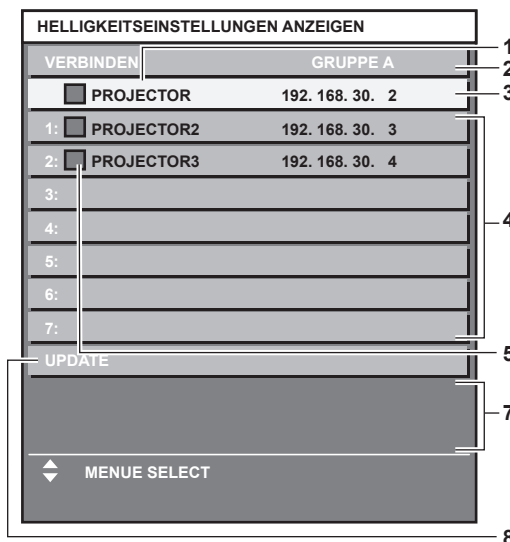 HELLIGKEITSEINSTELLUNGEN ANZEIGEN
VERBINDEN GRUPPE A
PROJECTOR 192. 168. 30. 2
1: PROJECTOR2 192. 168. 30. 3
2: PROJECTOR3 192. 168. 30. 4
3:
4:
5:
6:
7:
UPDATE
MENUE SELECT
1
2
3
4
5
7
8